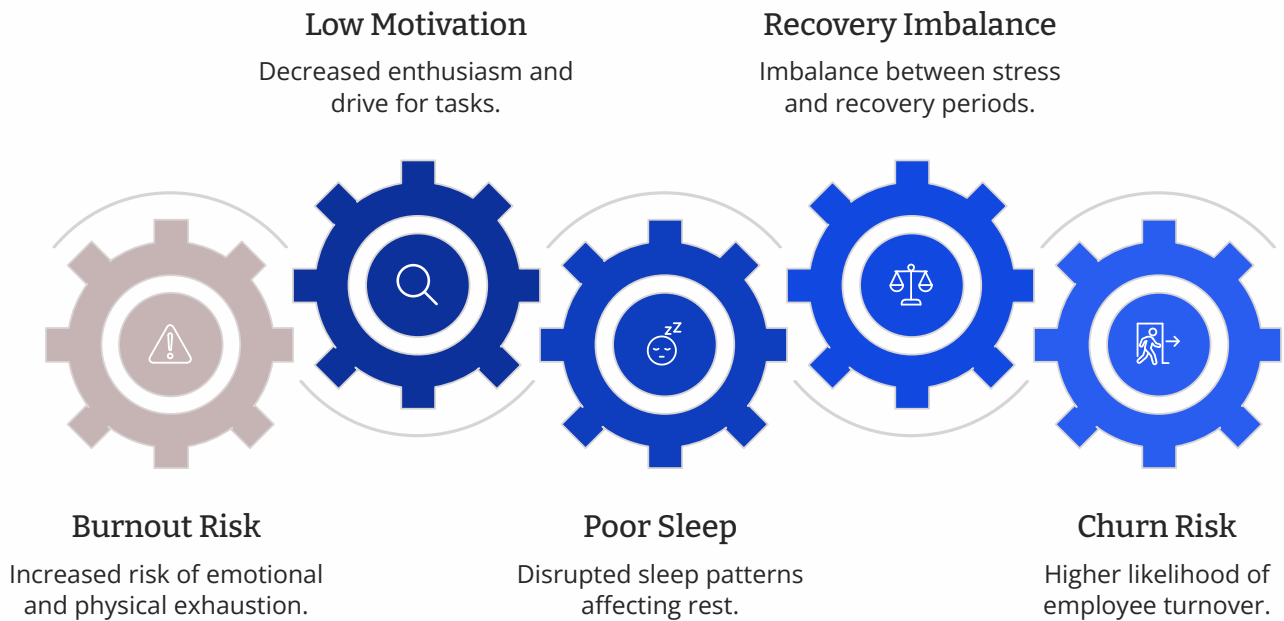 Low Motivation
Decreased enthusiasm and
drive for tasks.
Recovery Imbalance
Imbalance between stress
and recovery periods.
zZ
Burnout Risk
Increased risk of emotional
and physical exhaustion.
Poor Sleep
Disrupted sleep patterns
affecting rest.
Churn Risk
Higher likelihood of
employee turnover.